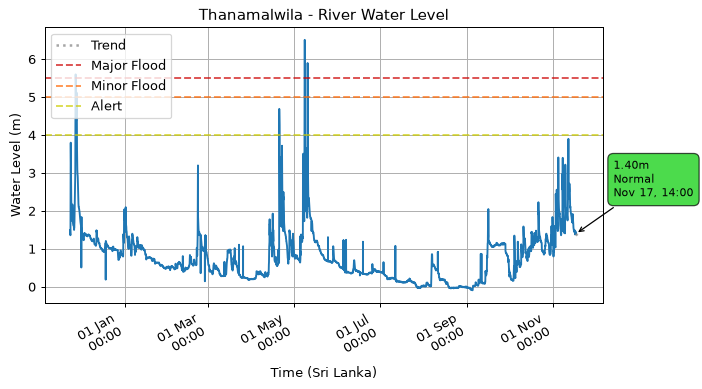 Thanamalwila - River Water Level
Trend
Major Flood
Minor Flood
Alert
Water Level (m)
6
5
4
3
2
1
0
1.40m
Normal
Nov 17, 14:00
01 Jan
00:00
01 Mar
00:00
01 May
00:00
01 Jul
00:00
01 Sep
00:00
01 Nov
00:00
Time (Sri Lanka)